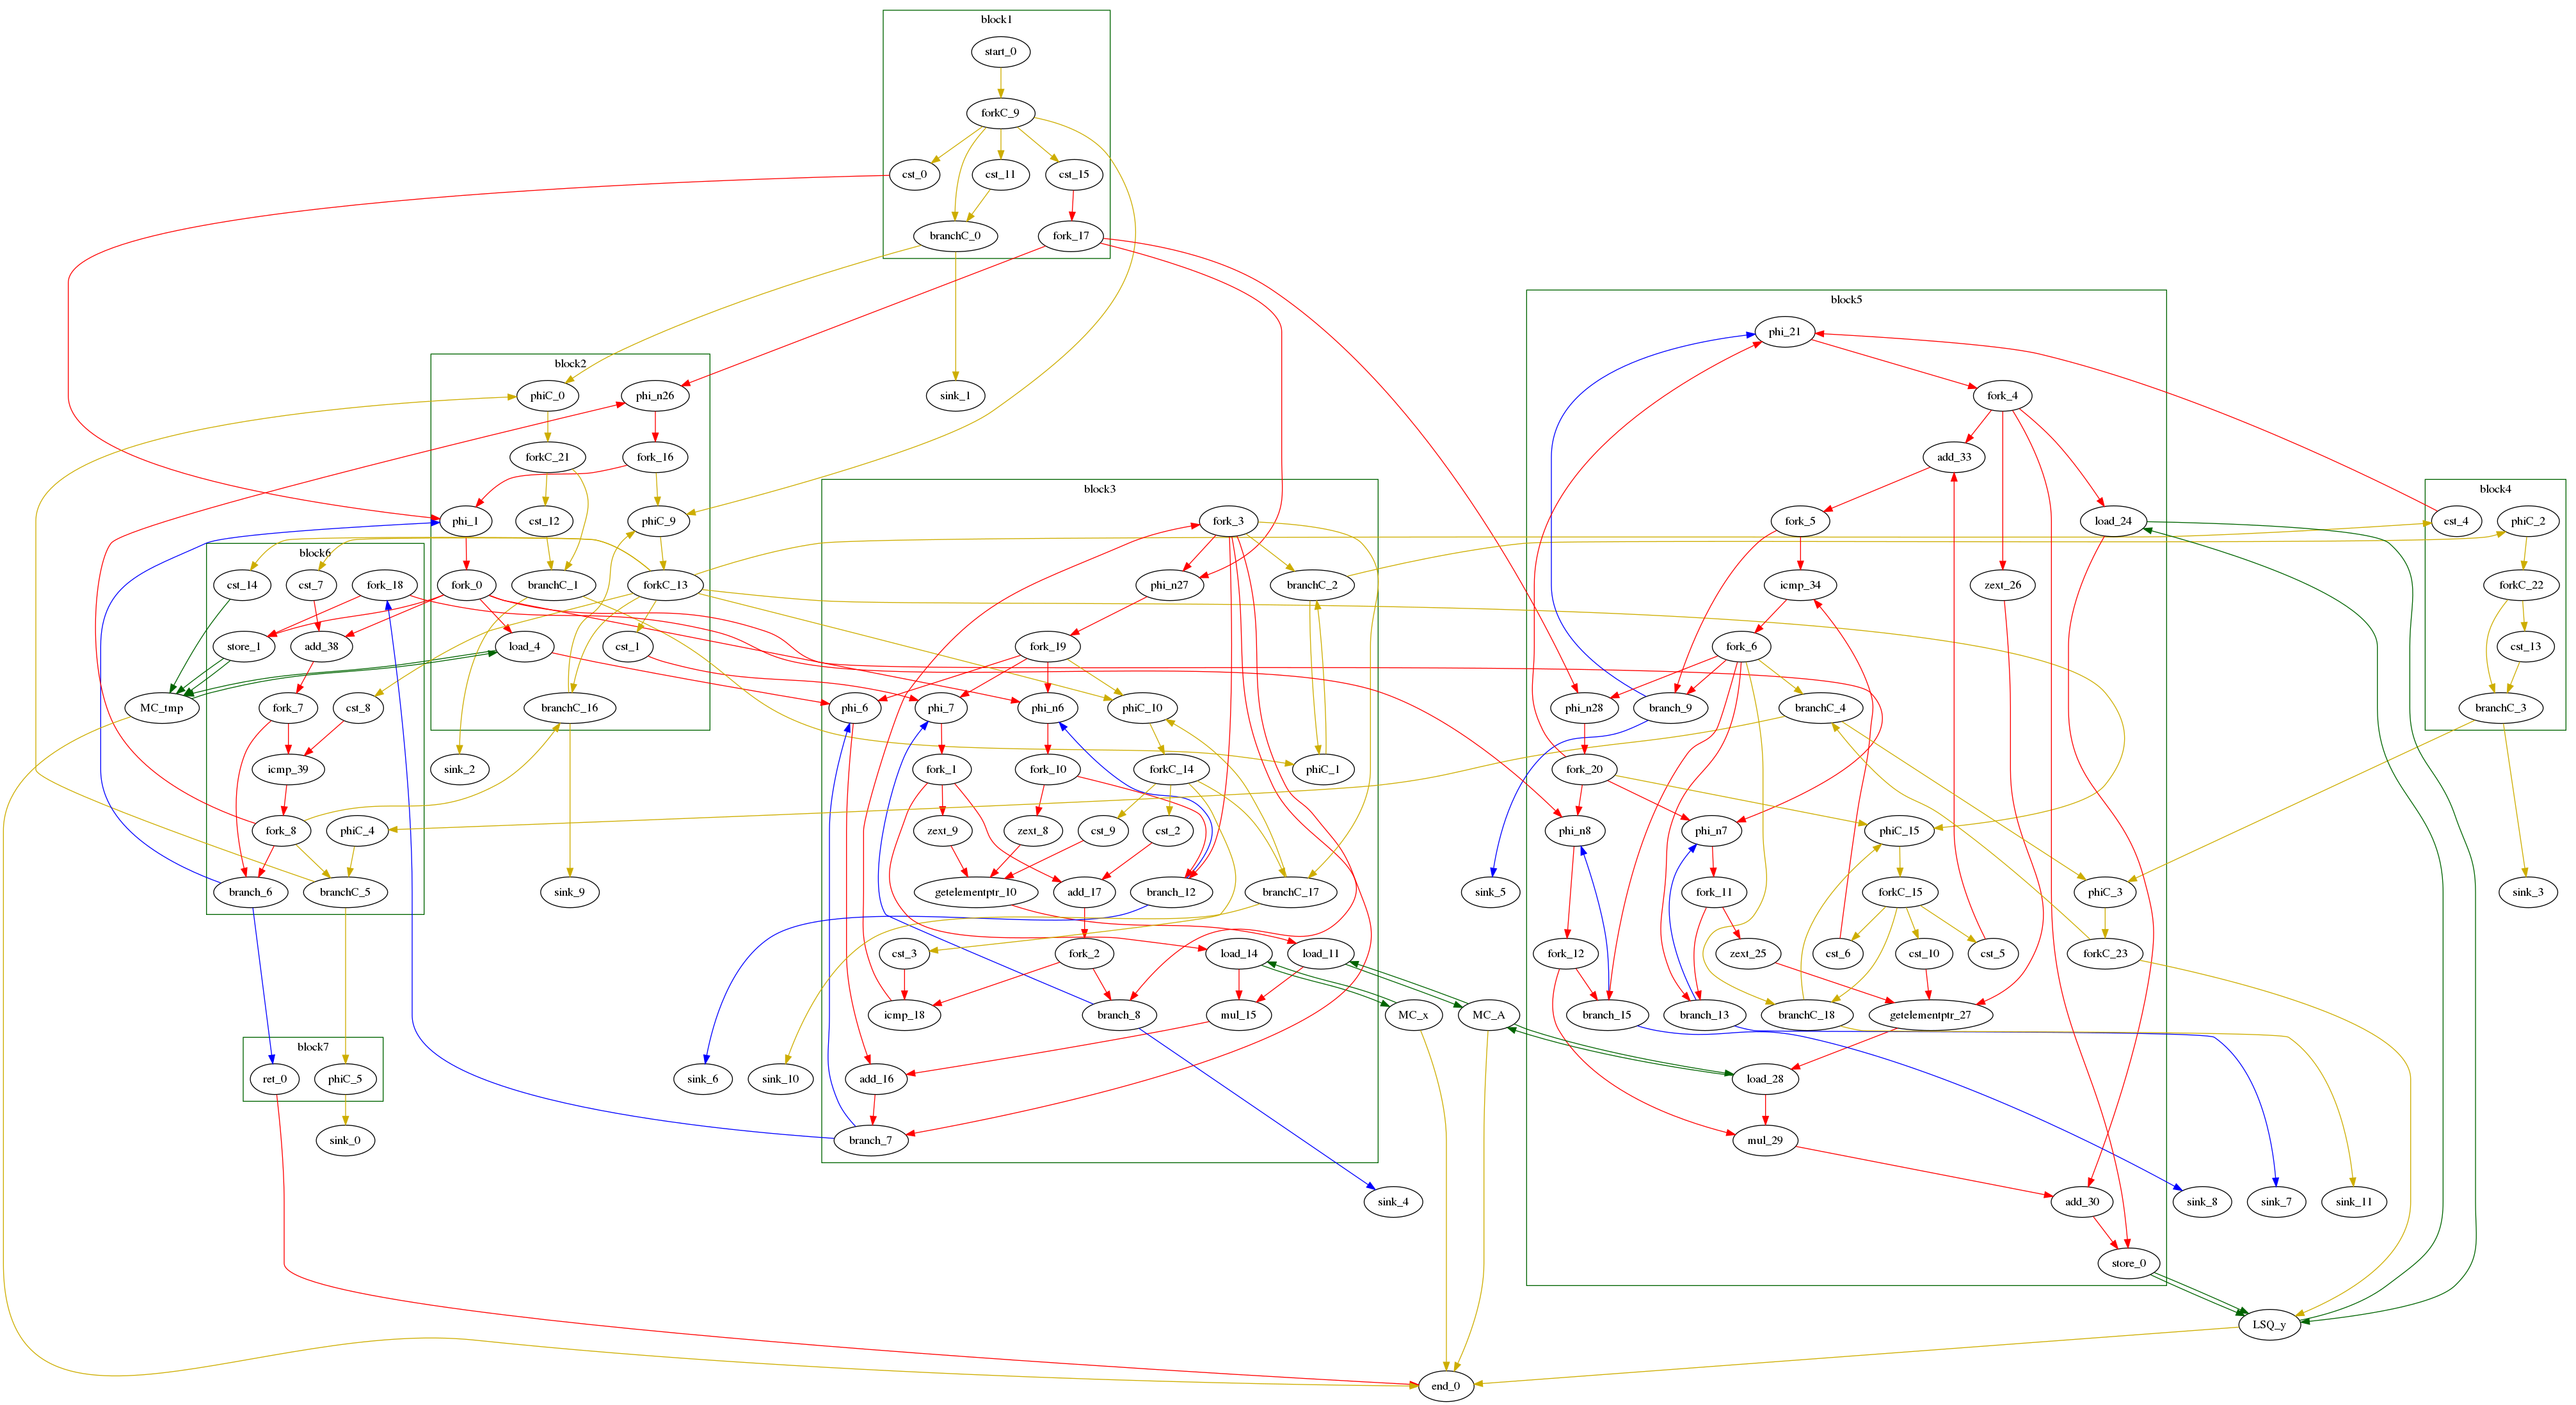 block1
start_0
forkC_9
cst_0
cst_11
cst_15
branchC_0
fork_17
block5
phi_21
block2
phiC_0
phi_n26
sink_1
fork_4
forkC_21
fork_16
add_33
block3
block4
phi_1
cst_12
phiC_9
fork_3
fork_5
load_24
cst_4
phiC_2
block6
cst_14
cst_7
fork_18
fork_0
branchC_1
forkC_13
phi_n27
branchC_2
icmp_34
zext_26
forkC_22
store_1
add_38
load_4
cst_1
fork_19
fork_6
cst_13
MC_tmp
fork_7
cst_8
branchC_16
phi_6
phi_7
phi_n6
phiC_10
phi_n28
branch_9
branchC_4
branchC_3
icmp_39
sink_2
fork_1
fork_10
forkC_14
phiC_1
fork_20
fork_8
phiC_4
zext_9
zext_8
cst_9
cst_2
phi_n8
phi_n7
phiC_15
branch_6
branchC_5
sink_9
getelementptr_10
add_17
branch_12
branchC_17
sink_5
fork_11
forkC_15
phiC_3
sink_3
cst_3
fork_2
load_14
load_11
fork_12
zext_25
cst_6
cst_10
cst_5
forkC_23
icmp_18
branch_8
mul_15
MC_x
MC_A
branch_15
branch_13
branchC_18
getelementptr_27
block7
ret_0
phiC_5
sink_6
sink_10
add_16
load_28
sink_0
branch_7
mul_29
sink_4
add_30
sink_8
sink_7
sink_11
store_0
LSQ_y
end_0